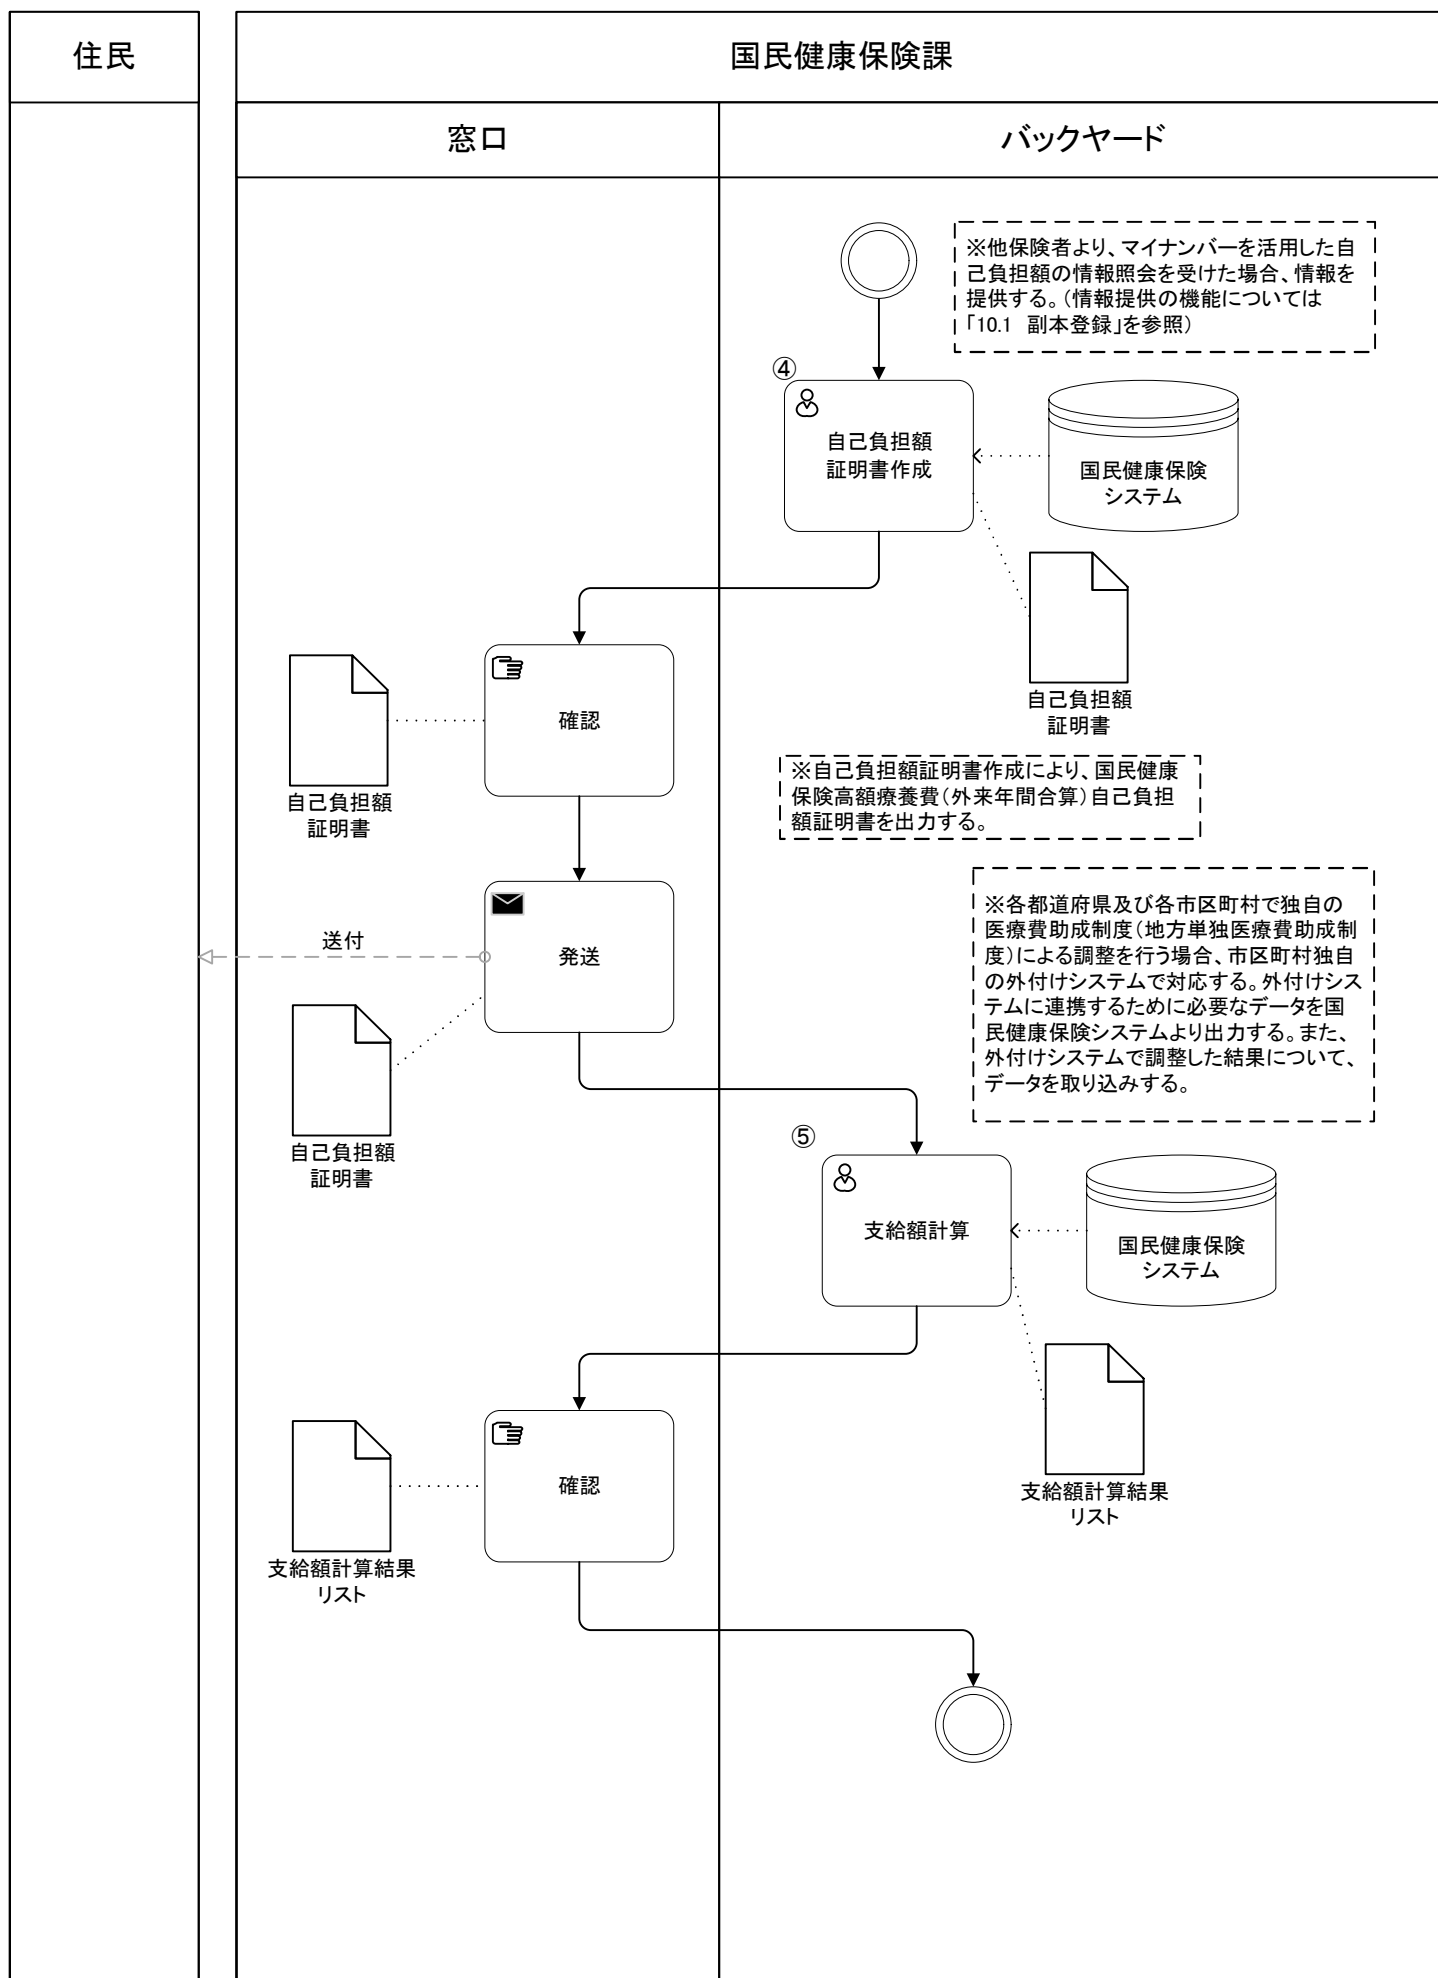 住民
国民健康保険課
窓口
バックヤード
※他保険者より、マイナンバーを活用した自
己負担額の情報照会を受けた場合、情報を
提供する。（情報提供の機能については
「10.1　副本登録」を参照）
④
自己負担額
証明書作成
国民健康保険
システム
自己負担額
証明書
確認
自己負担額
証明書
※自己負担額証明書作成により、国民健康
保険高額療養費（外来年間合算）自己負担
額証明書を出力する。
発送
送付
自己負担額
証明書
※各都道府県及び各市区町村で独自の
医療費助成制度（地方単独医療費助成制
度）による調整を行う場合、市区町村独自
の外付けシステムで対応する。外付けシス
テムに連携するために必要なデータを国
民健康保険システムより出力する。また、
外付けシステムで調整した結果について、
データを取り込みする。
⑤
支給額計算
国民健康保険
システム
支給額計算結果
リスト
確認
支給額計算結果
リスト